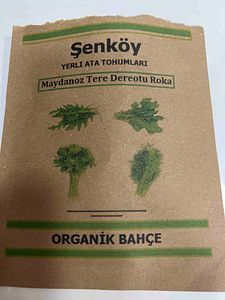 Şenköy
YERLİ ATA TOHUMLARI
Maydanoz Tere Dereotu Roka
ORGANİK BAHÇE